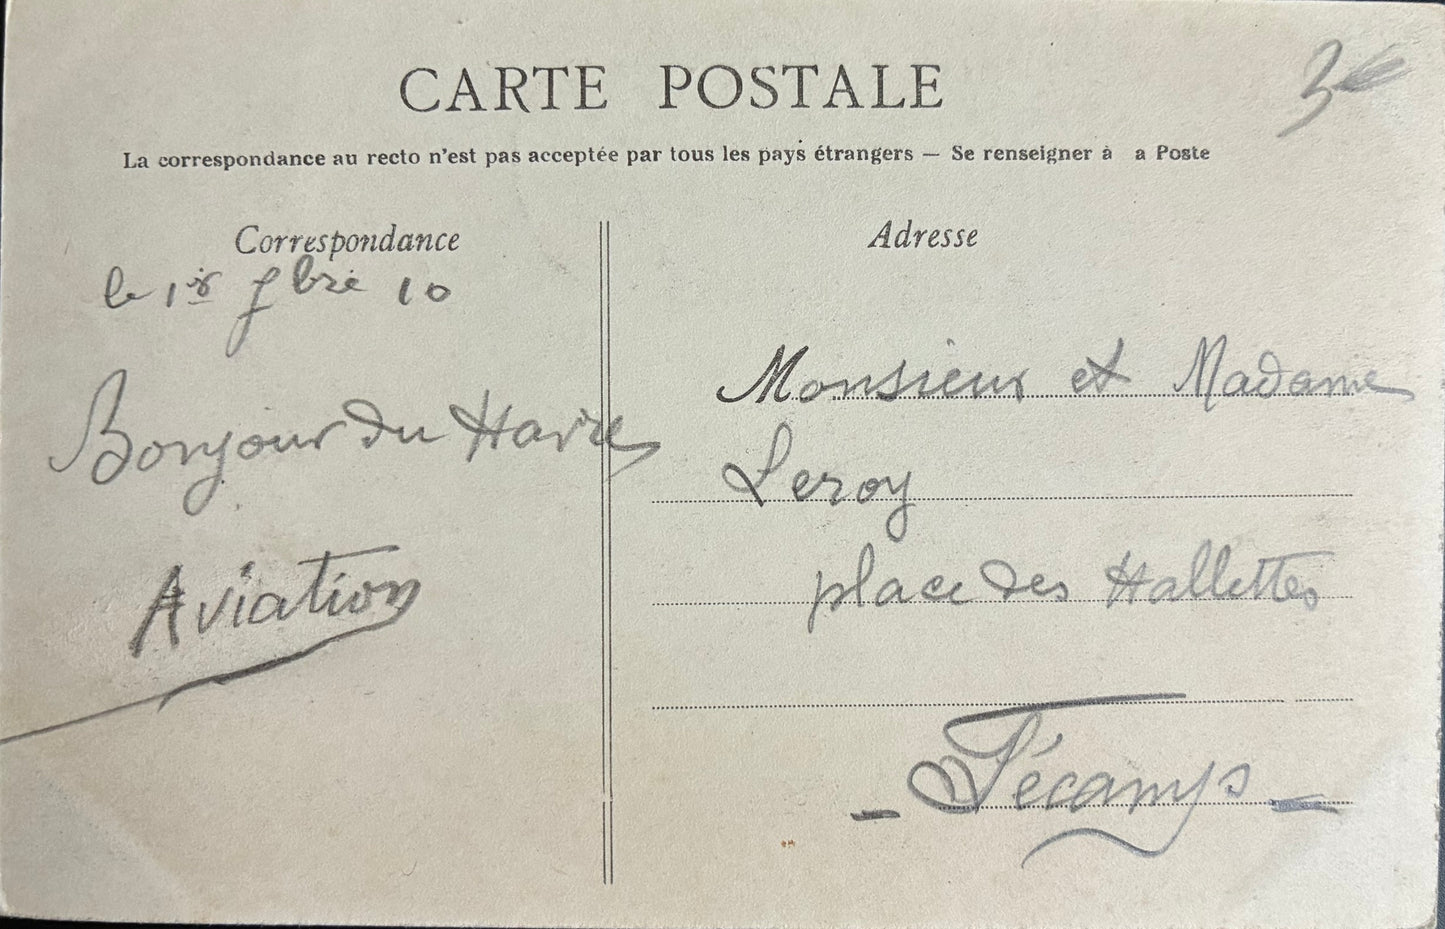 CARTE POSTALE
3€
La correspondance au recto n'est pas acceptée par tous les pays étrangers — Se renseigner à a Poste
Correspondance
le 1er 7bre 10
Bonjour du Havre
Aviation
Adresse
Monsieur et Madame
Leroy
place des Hallettes
- Fécamp -